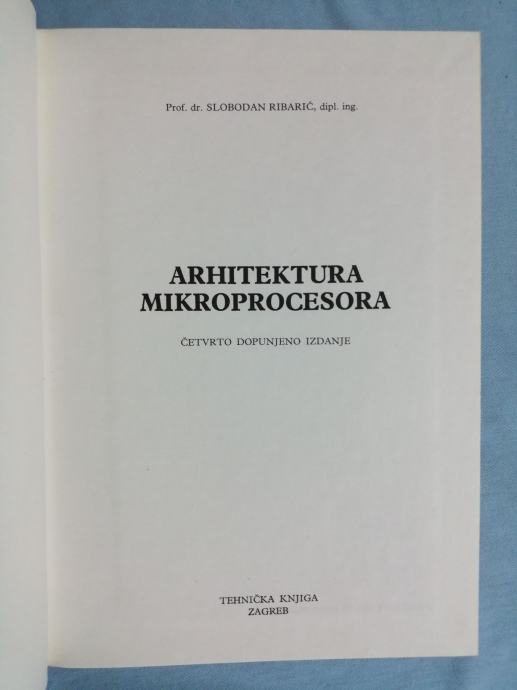 Prof. dr. SLOBODAN RIBARIĆ, dipl. ing.
ARHITEKTURA
MIKROPROCESORA
ČETVRTO DOPUNJENO IZDANJE
TEHNIČKA KNJIGA
ZAGREB